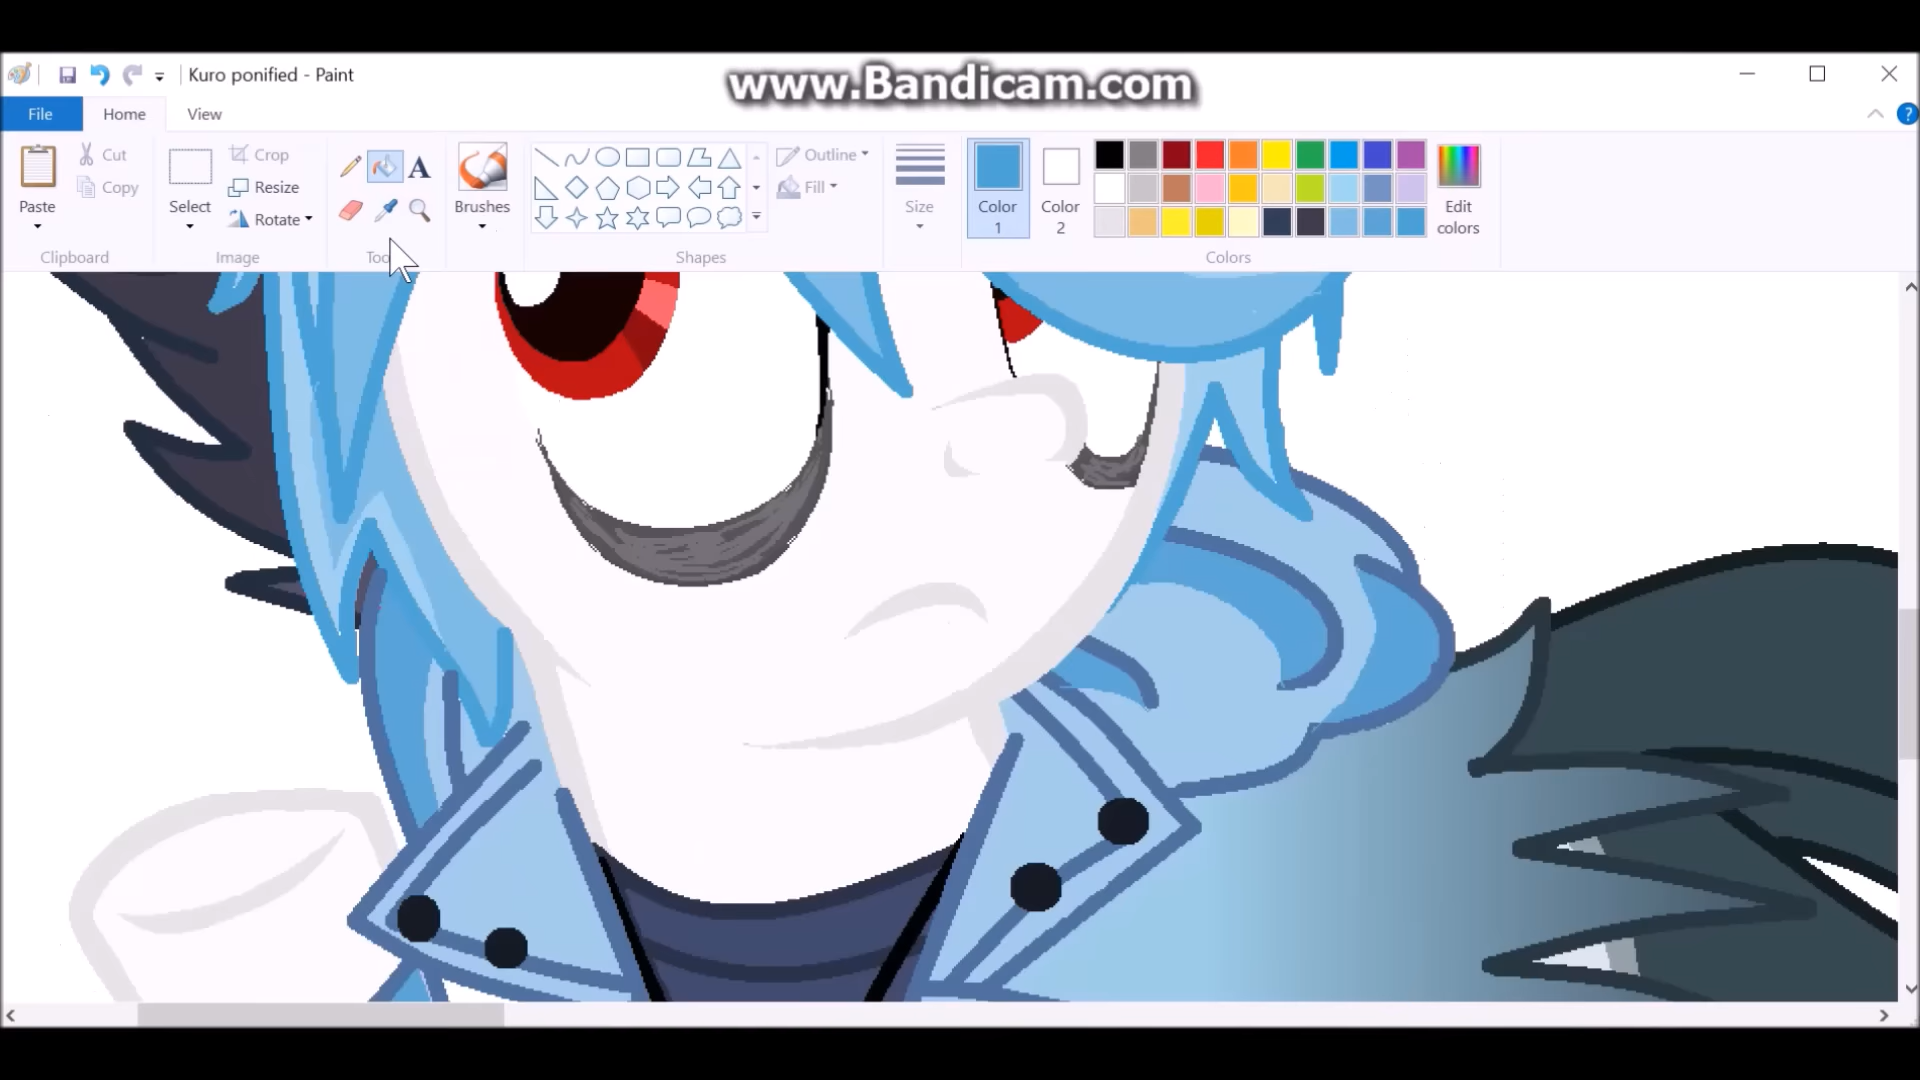 Kuro ponified - Paint
www.Bandicam.com
File
Home
View
Paste
Cut
Copy
Clipboard
Select
Crop
Resize
Rotate
Image
A
Too
Brushes
Shapes
Outline
Fill
Size
Color 1
Color 2
Edit colors
Colors
?